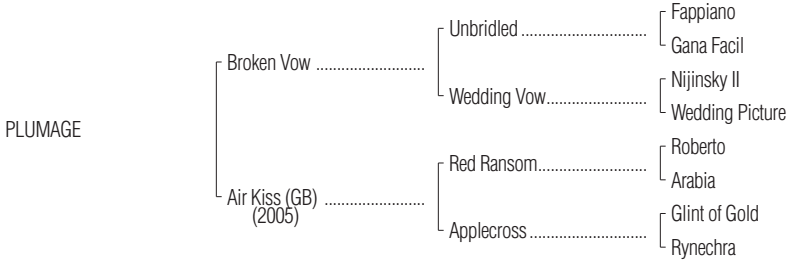 Fappiano
Unbridled ..............................
Gana Facil
Broken Vow ..........................
Nijinsky II
Wedding Vow........................
Wedding Picture
PLUMAGE
Roberto
Red Ransom..........................
Arabia
Air Kiss (GB) ........................
(2005)
Glint of Gold
Applecross ............................
Rynechra